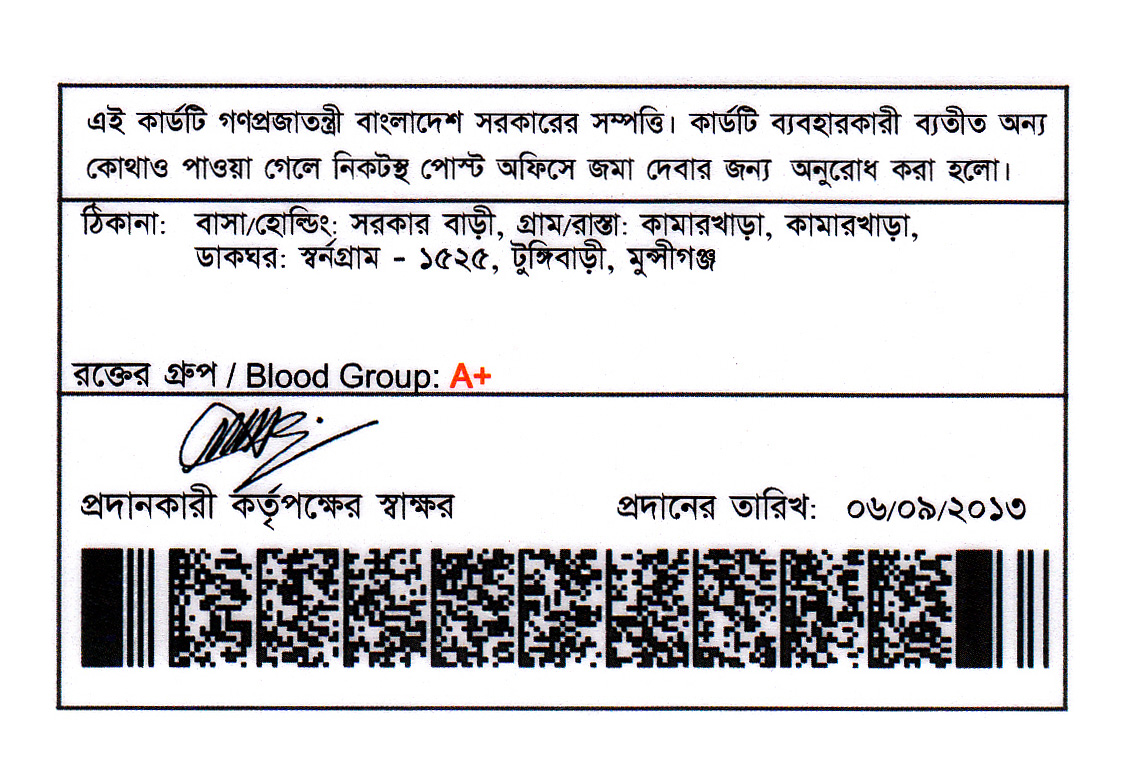 এই কার্ডটি গণপ্রজাতন্ত্রী বাংলাদেশ সরকারের সম্পত্তি। কার্ডটি ব্যবহারকারী ব্যতীত অন্য
কোথাও পাওয়া গেলে নিকটস্থ পোস্ট অফিসে জমা দেবার জন্য অনুরোধ করা হলো।
ঠিকানা: বাসা/হোল্ডিং: সরকার বাড়ী, গ্রাম/রাস্তা: কামারখাড়া, কামারখাড়া,
ডাকঘর: স্বর্নগ্রাম - ১৫২৫, টুঙ্গিবাড়ী, মুন্সীগঞ্জ
রক্তের গ্রুপ / Blood Group: A+
প্রদানকারী কর্তৃপক্ষের স্বাক্ষর প্রদানের তারিখ: ০৬/০৯/২০১৩